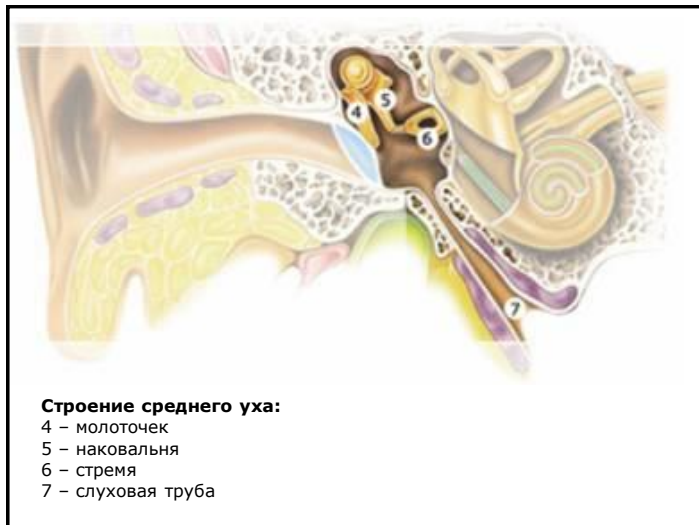 4
5
6
7
Строение среднего уха:
4 – молоточек
5 – наковальня
6 – стремя
7 – слуховая труба